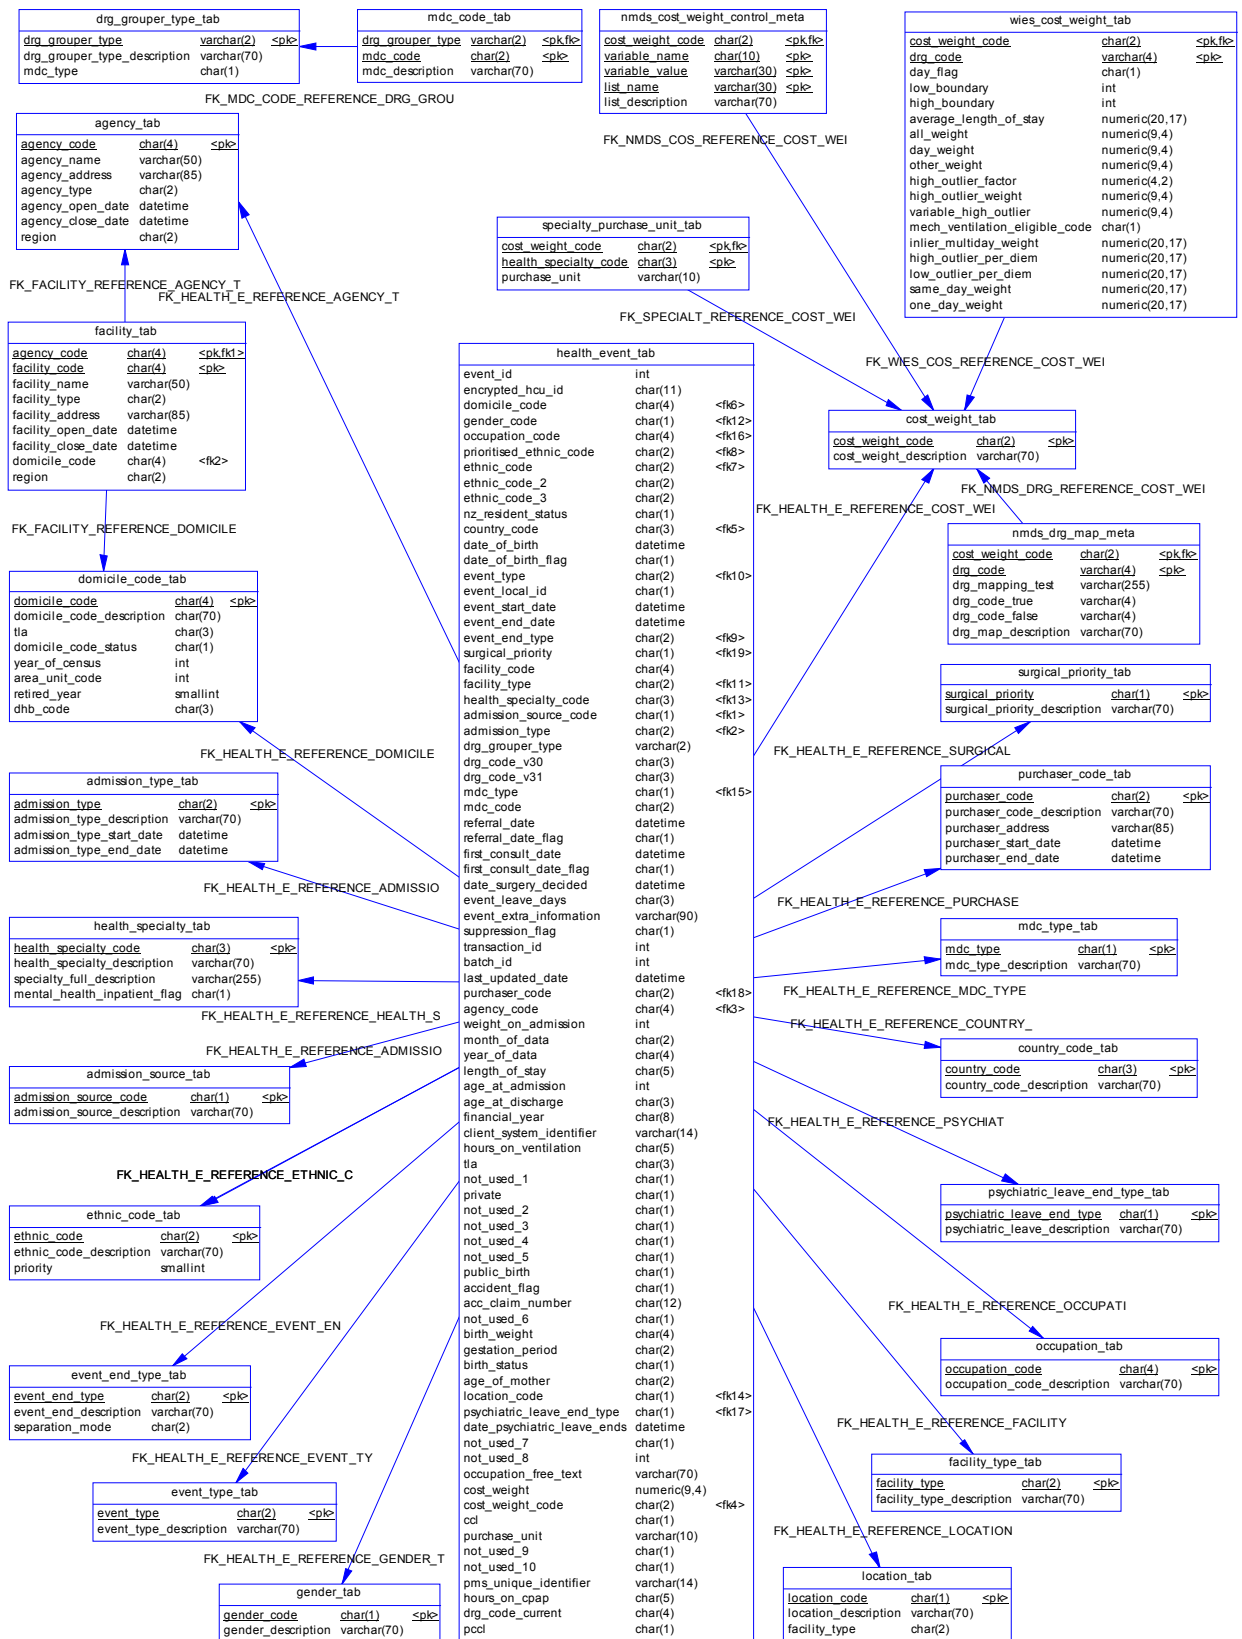 drg_grouper_type_tab
drg_grouper_type varchar(2) <pk>
drg_grouper_type_description varchar(70)
mdc_type char(1)
mdc_code_tab
drg_grouper_type varchar(2) <pk,fk>
mdc_code char(2) <pk>
mdc_description varchar(70)
FK_MDC_CODE_REFERENCE_DRG_GROU
nmds_cost_weight_control_meta
cost_weight_code char(2) <pk,fk>
variable_name char(10) <pk>
variable_value varchar(30) <pk>
list_name varchar(30) <pk>
list_description varchar(70)
FK_NMDS_COS_REFERENCE_COST_WEI
wies_cost_weight_tab
cost_weight_code char(2) <pk,fk>
drg_code varchar(4) <pk>
day_flag char(1)
low_boundary int
high_boundary int
average_length_of_stay numeric(20,17)
all_weight numeric(9,4)
day_weight numeric(9,4)
other_weight numeric(9,4)
high_outlier_factor numeric(4,2)
high_outlier_weight numeric(9,4)
variable_high_outlier numeric(9,4)
mech_ventilation_eligible_code char(1)
inlier_multiday_weight numeric(20,17)
high_outlier_per_diem numeric(20,17)
low_outlier_per_diem numeric(20,17)
same_day_weight numeric(20,17)
one_day_weight numeric(20,17)
agency_tab
agency_code char(4) <pk>
agency_name varchar(50)
agency_address varchar(85)
agency_type char(2)
agency_open_date datetime
agency_close_date datetime
region char(2)
FK_FACILITY_REFERENCE_AGENCY_T
FK_HEALTH_E_REFERENCE_AGENCY_T
specialty_purchase_unit_tab
cost_weight_code char(2) <pk,fk>
health_specialty_code char(3) <pk>
purchase_unit varchar(10)
FK_SPECIALT_REFERENCE_COST_WEI
FK_WIES_COS_REFERENCE_COST_WEI
facility_tab
agency_code char(4) <pk,fk1>
facility_code char(4) <pk>
facility_name varchar(50)
facility_type char(2)
facility_address varchar(85)
facility_open_date datetime
facility_close_date datetime
domicile_code char(4) <fk2>
region char(2)
FK_FACILITY_REFERENCE_DOMICILE
cost_weight_tab
cost_weight_code char(2) <pk>
cost_weight_description varchar(70)
FK_NMDS_DRG_REFERENCE_COST_WEI
FK_HEALTH_E_REFERENCE_COST_WEI
nmds_drg_map_meta
cost_weight_code char(2) <pk,fk>
drg_code varchar(4) <pk>
drg_mapping_test varchar(255)
drg_code_true varchar(4)
drg_code_false varchar(4)
drg_map_description varchar(70)
domicile_code_tab
domicile_code char(4) <pk>
domicile_code_description char(70)
tla char(3)
domicile_code_status char(1)
year_of_census int
area_unit_code int
retired_year smallint
dhb_code char(3)
FK_HEALTH_E_REFERENCE_DOMICILE
health_event_tab
event_id int
encrypted_hcu_id char(11)
domicile_code char(4) <fk6>
gender_code char(1) <fk12>
occupation_code char(4) <fk16>
prioritised_ethnic_code char(2) <fk8>
ethnic_code char(2) <fk7>
ethnic_code_2 char(2)
ethnic_code_3 char(2)
nz_resident_status char(1)
country_code char(3) <fk5>
date_of_birth datetime
date_of_birth_flag char(1)
event_type char(2) <fk10>
event_local_id char(1)
event_start_date datetime
event_end_date datetime
event_end_type char(2) <fk9>
surgical_priority char(1) <fk19>
facility_code char(4)
facility_type char(2) <fk11>
health_specialty_code char(3) <fk13>
admission_source_code char(1) <fk1>
admission_type char(2) <fk2>
drg_grouper_type varchar(2)
drg_code_v30 char(3)
drg_code_v31 char(3)
mdc_type char(1) <fk15>
mdc_code char(2)
referral_date datetime
referral_date_flag char(1)
first_consult_date datetime
first_consult_date_flag char(1)
date_surgery_decided datetime
event_leave_days char(3)
event_extra_information varchar(90)
suppression_flag char(1)
transaction_id int
batch_id int
last_updated_date datetime
purchaser_code char(2) <fk18>
agency_code char(4) <fk3>
weight_on_admission int
month_of_data char(2)
year_of_data char(4)
length_of_stay char(5)
age_at_admission int
age_at_discharge char(3)
financial_year char(8)
client_system_identifier varchar(14)
hours_on_ventilation char(5)
tla char(3)
not_used_1 char(1)
private char(1)
not_used_2 char(1)
not_used_3 char(1)
not_used_4 char(1)
not_used_5 char(1)
public_birth char(1)
accident_flag char(1)
acc_claim_number char(12)
not_used_6 char(1)
birth_weight char(4)
gestation_period char(2)
birth_status char(1)
age_of_mother char(2)
location_code char(1) <fk14>
psychiatric_leave_end_type char(1) <fk17>
date_psychiatric_leave_ends datetime
not_used_7 char(1)
not_used_8 int
occupation_free_text varchar(70)
cost_weight numeric(9,4)
cost_weight_code char(2) <fk4>
ccl char(1)
purchase_unit varchar(10)
not_used_9 char(1)
not_used_10 char(1)
pms_unique_identifier varchar(14)
hours_on_cpap char(5)
drg_code_current char(4)
pccl char(1)
surgical_priority_tab
surgical_priority char(1) <pk>
surgical_priority_description varchar(70)
FK_HEALTH_E_REFERENCE_SURGICAL
purchaser_code_tab
purchaser_code char(2) <pk>
purchaser_code_description varchar(70)
purchaser_address varchar(85)
purchaser_start_date datetime
purchaser_end_date datetime
FK_HEALTH_E_REFERENCE_PURCHASE
admission_type_tab
admission_type char(2) <pk>
admission_type_description varchar(70)
admission_type_start_date datetime
admission_type_end_date datetime
FK_HEALTH_E_REFERENCE_ADMISSIO
mdc_type_tab
mdc_type char(1) <pk>
mdc_type_description varchar(70)
FK_HEALTH_E_REFERENCE_MDC_TYPE
health_specialty_tab
health_specialty_code char(3) <pk>
health_specialty_description varchar(70)
specialty_full_description varchar(255)
mental_health_inpatient_flag char(1)
FK_HEALTH_E_REFERENCE_HEALTH_S
FK_HEALTH_E_REFERENCE_COUNTRY_
country_code_tab
country_code char(3) <pk>
country_code_description varchar(70)
FK_HEALTH_E_REFERENCE_ADMISSIO
admission_source_tab
admission_source_code char(1) <pk>
admission_source_description varchar(70)
FK_HEALTH_E_REFERENCE_PSYCHIAT
psychiatric_leave_end_type_tab
psychiatric_leave_end_type char(1) <pk>
psychiatric_leave_description varchar(70)
FK_HEALTH_E_REFERENCE_ETHNIC_C
ethnic_code_tab
ethnic_code char(2) <pk>
ethnic_code_description varchar(70)
priority smallint
FK_HEALTH_E_REFERENCE_OCCUPATI
occupation_tab
occupation_code char(4) <pk>
occupation_code_description varchar(70)
FK_HEALTH_E_REFERENCE_EVENT_EN
event_end_type_tab
event_end_type char(2) <pk>
event_end_description varchar(70)
separation_mode char(2)
FK_HEALTH_E_REFERENCE_FACILITY
facility_type_tab
facility_type char(2) <pk>
facility_type_description varchar(70)
FK_HEALTH_E_REFERENCE_EVENT_TY
event_type_tab
event_type char(2) <pk>
event_type_description varchar(70)
FK_HEALTH_E_REFERENCE_LOCATION
location_tab
location_code char(1) <pk>
location_description varchar(70)
facility_type char(2)
FK_HEALTH_E_REFERENCE_GENDER_T
gender_tab
gender_code char(1) <pk>
gender_description varchar(70)